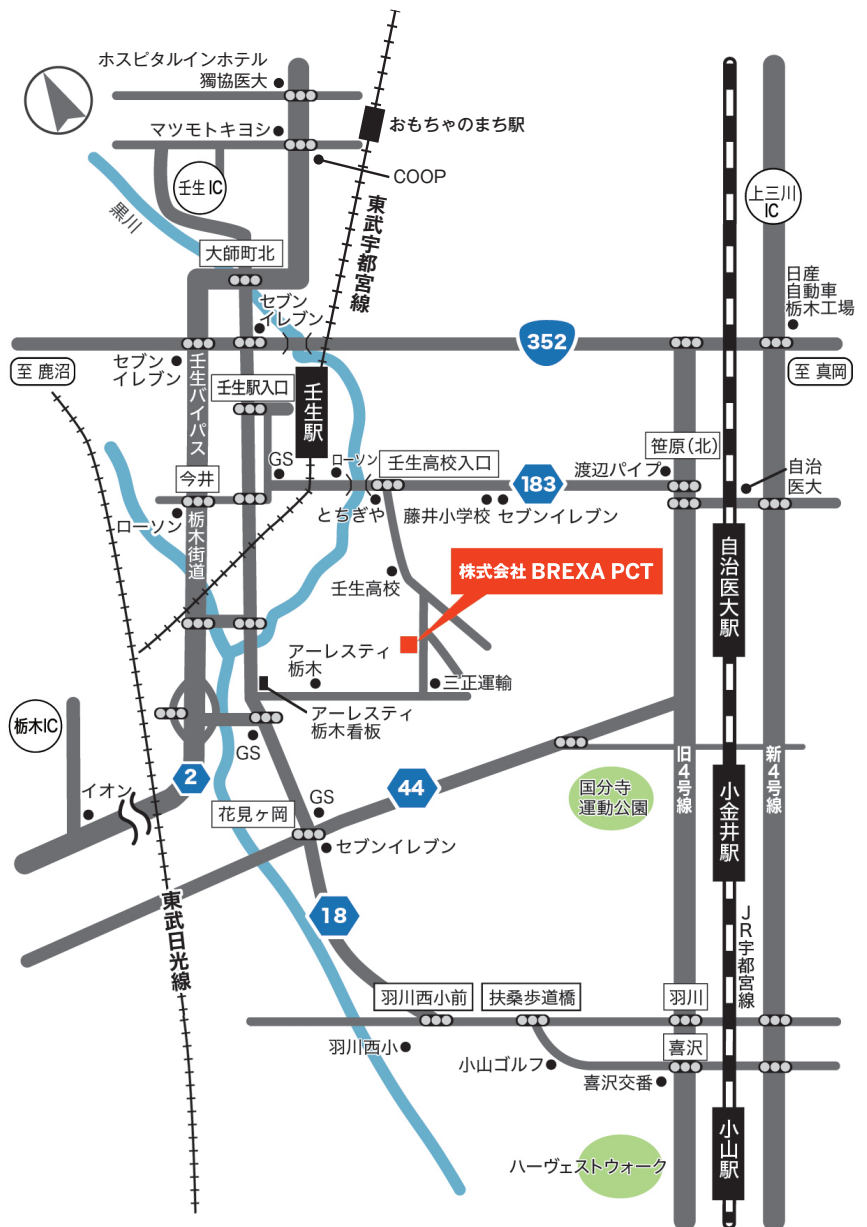 ホスピタルインホテル
獨協医大
マツモトキヨシ
おもちゃのまち駅
COOP
壬生IC
黒川
東武宇都宮線
上三川
IC
大師町北
セブン
イレブン
日産
自動車
栃木工場
352
至 鹿沼
セブン
イレブン
壬生バイパス
壬生駅入口
壬生駅
至 真岡
笹原(北)
GS
ローソン
壬生高校入口
183
渡辺パイプ
自治
医大
今井
ローソン
とちぎや
藤井小学校
セブンイレブン
栃木街道
自治医大駅
株式会社 BREXA PCT
壬生高校
アーレスティ
栃木
三正運輸
アーレスティ
栃木看板
栃木IC
GS
2
イオン
44
国分寺
運動公園
旧4号線
小金井駅
新4号線
花見ヶ岡
GS
セブンイレブン
東武日光線
18
JR宇都宮線
羽川西小前
扶桑歩道橋
羽川
羽川西小
小山ゴルフ
喜沢
喜沢交番
小山駅
ハーヴェストウォーク